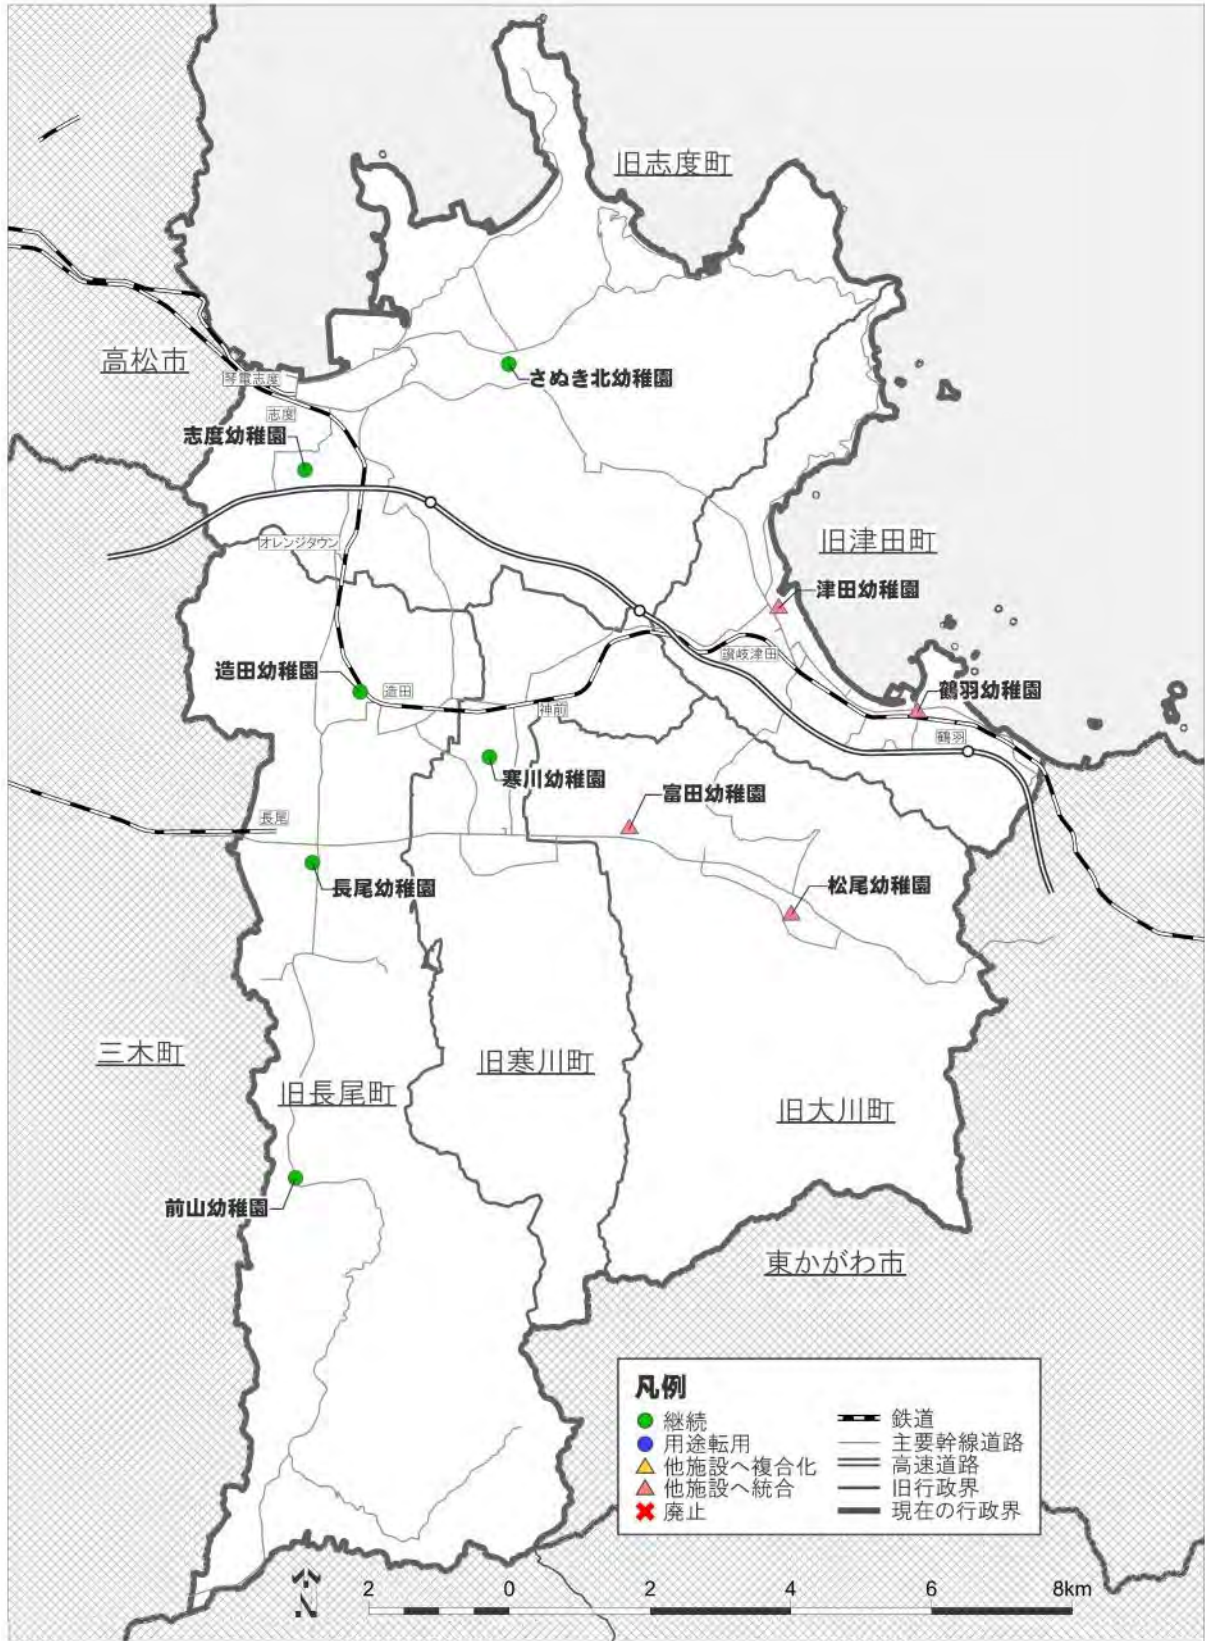 旧志度町
高松市
琴電志度
さぬき北幼稚園
志度
志度幼稚園
オレンジタウン
旧津田町
津田幼稚園
讃岐津田
造田幼稚園
造田
鶴羽幼稚園
神前
鶴羽
寒川幼稚園
富田幼稚園
長尾
長尾幼稚園
松尾幼稚園
三木町
旧寒川町
旧長尾町
旧大川町
前山幼稚園
東かがわ市
凡例
継続
用途転用
他施設へ複合化
他施設へ統合
廃止
鉄道
主要幹線道路
高速道路
旧行政界
現在の行政界
2 0 2 4 6 8km